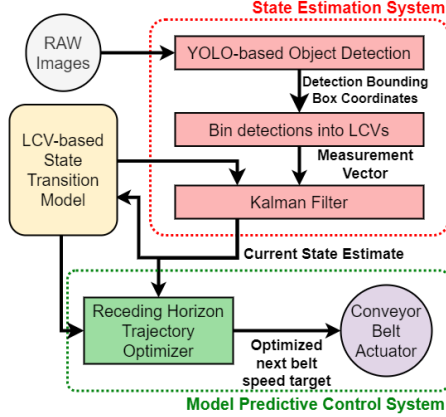 State Estimation System
RAW
Images
YOLO-based Object Detection
Detection Bounding
Box Coordinates
Bin detections into LCVs
Measurement
Vector
LCV-based
State
Transition
Model
Kalman Filter
Current State Estimate
Receding Horizon
Trajectory
Optimizer
Optimized
next belt
speed target
Conveyor
Belt
Actuator
Model Predictive Control System